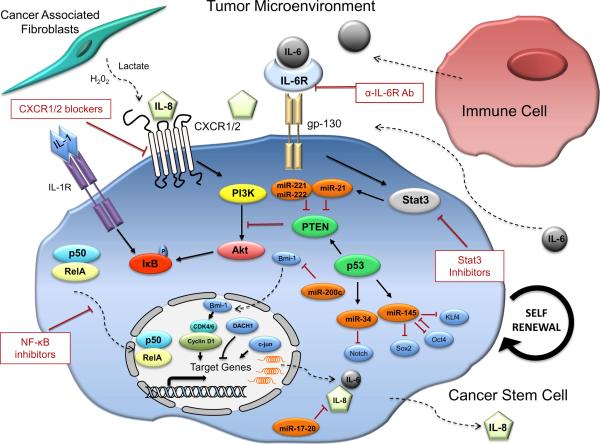 Tumor Microenvironment
Cancer Associated
Fibroblasts
Lactate
H2O2
IL-6
IL-6R
α-IL-6R Ab
Immune Cell
CXCR1/2 blockers
IL-8
CXCR1/2
gp-130
IL-1
IL-1R
PI3K
miR-221
miR-222
miR-21
Stat3
PTEN
p50
RelA
IκB
P
Akt
Bmi-1
p53
IL-6
Stat3
Inhibitors
miR-200c
Bmi-1
CDK4/6
DACH1
Cyclin D1
c-jun
Target Genes
p50
RelA
NF-κB
inhibitors
miR-34
miR-145
KLF4
Oct4
Sox2
Notch
SELF
RENEWAL
IL-6
IL-8
miR-17-20
Cancer Stem Cell
IL-8